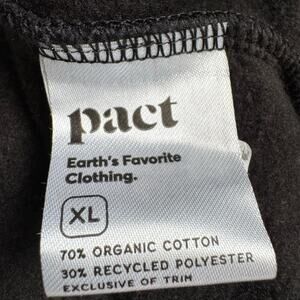 pact
Earth's Favorite
Clothing.
XL
70% ORGANIC COTTON
30% RECYCLED POLYESTER
EXCLUSIVE OF TRIM